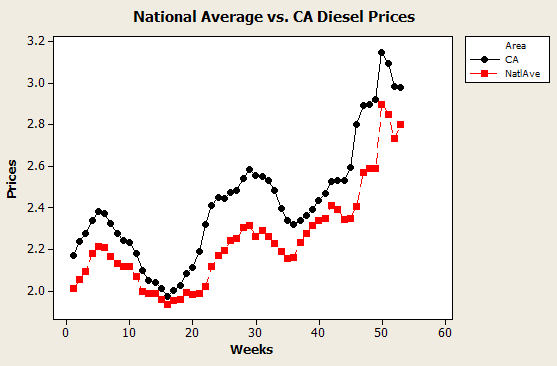 National Average vs. CA Diesel Prices
3.2
3.0
2.8
2.6
2.4
2.2
2.0
Prices
0 10 20 30 40 50 60
Weeks
Area
CA
NatlAve